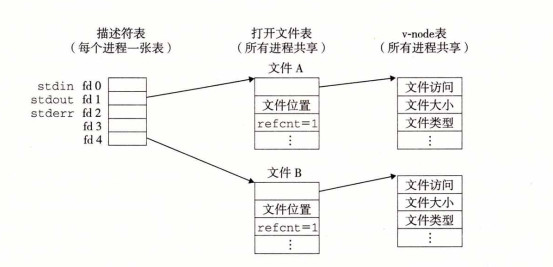 描述符表
(每个进程一张表)
打开文件表
(所有进程共享)
v-node表
(所有进程共享)
文件 A
stdin fd 0
stdout fd 1
stderr fd 2
fd 3
fd 4
文件位置
refcnt=1
⋮
文件访问
文件大小
文件类型
⋮
文件 B
文件位置
refcnt=1
⋮
文件访问
文件大小
文件类型
⋮